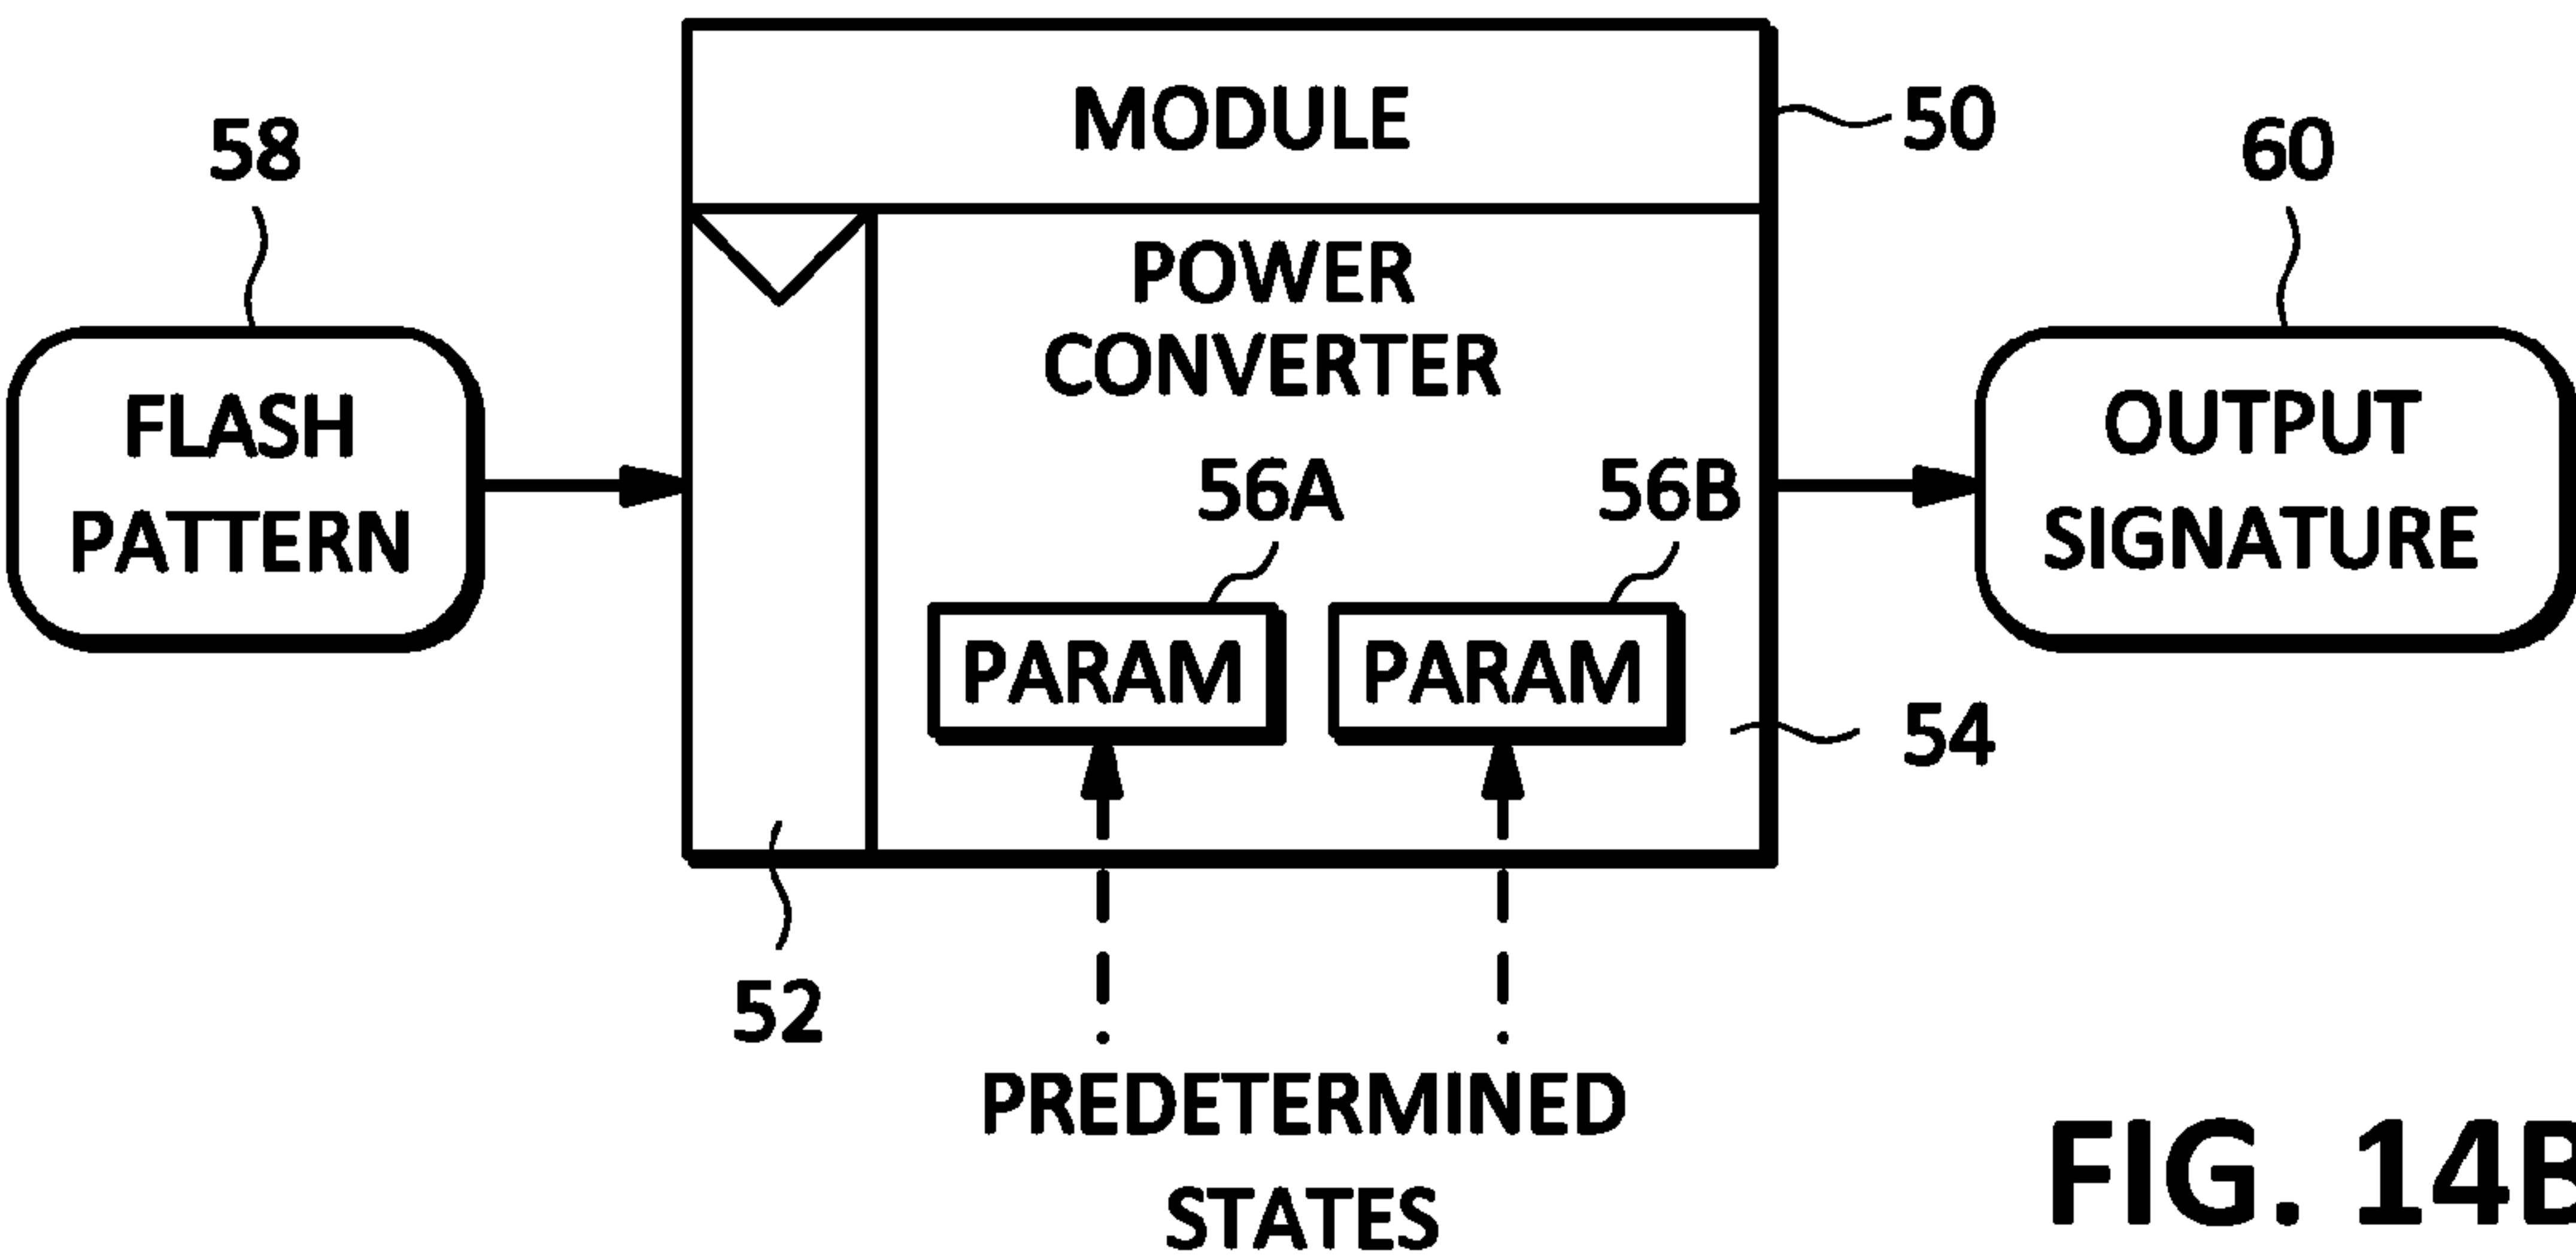 MODULE
50
58
60
POWER
CONVERTER
FLASH
PATTERN
OUTPUT
SIGNATURE
56A
56B
PARAM
PARAM
54
52
PREDETERMINED
STATES
FIG. 14B